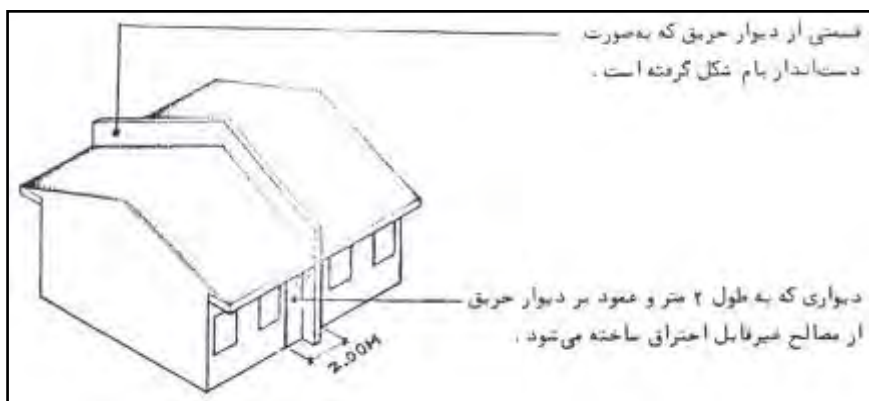 قسمتی از دیوار حریق که به‌صورت
دست‌انداز بام شکل گرفته است .
دیواری که به طول ۲ متر و عمود بر دیوار حریق
از مصالح غیرقابل احتراق ساخته می‌شود .
2.00M